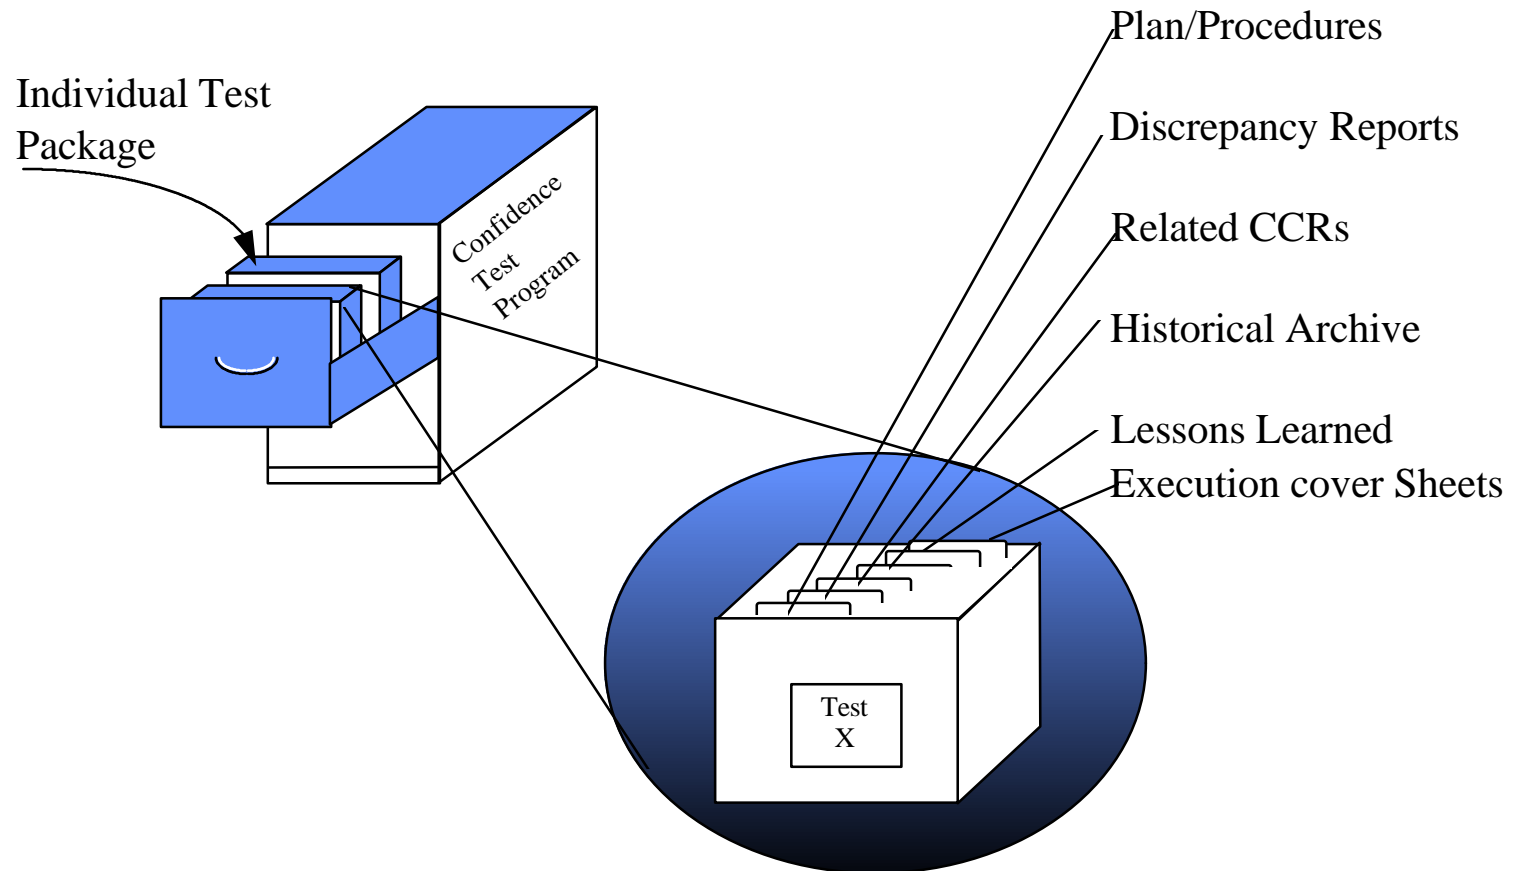 Individual Test
Package
Confidence
Test
Program
Plan/Procedures
Discrepancy Reports
Related CCRs
Historical Archive
Lessons Learned
Execution cover Sheets
Test
X